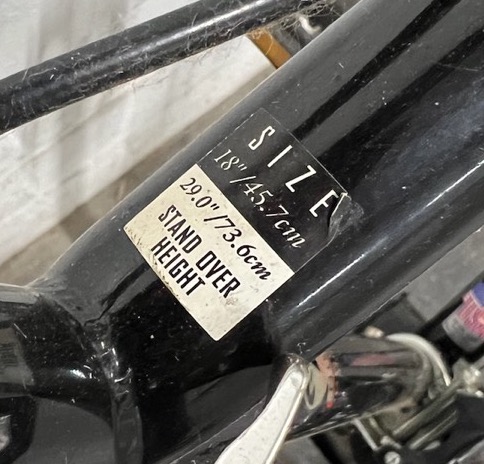 SIZE
18"/45.7cm
29.0"/73.6cm
STAND OVER
HEIGHT